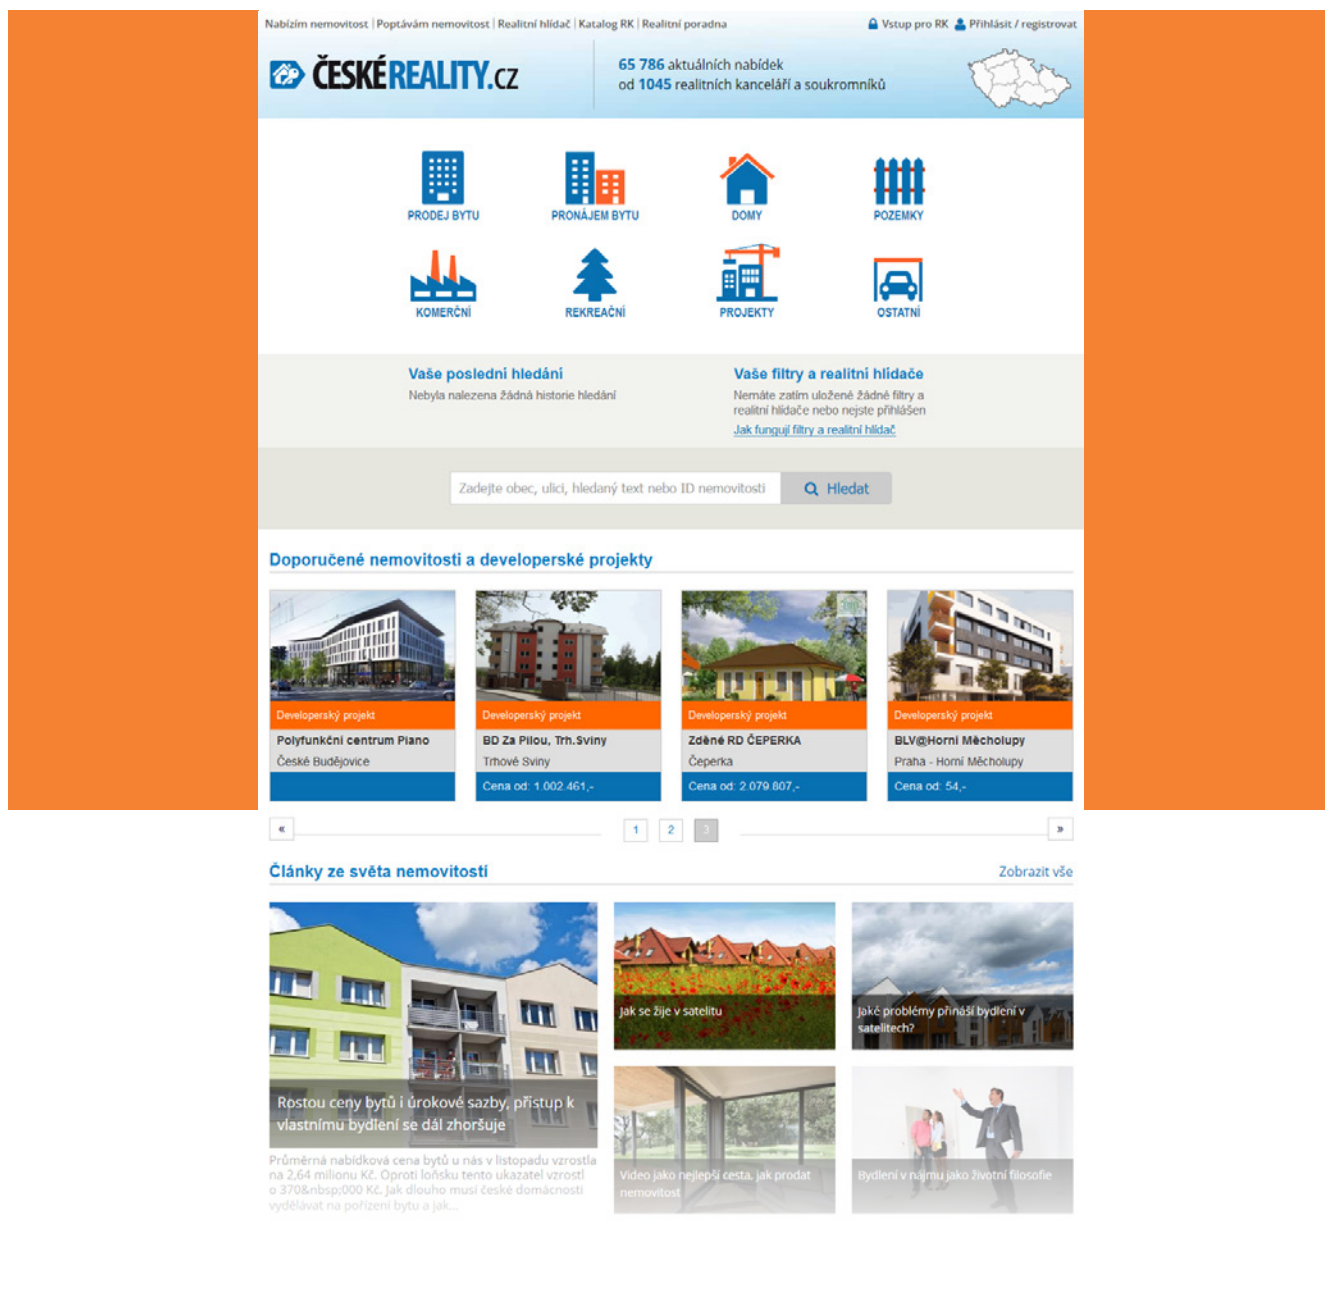 Nabízím nemovitost | Poptávám nemovitost | Realitní hlídač | Katalog RK | Realitní poradna
Vstup pro RK Přihlásit / registrovat
ČESKÉREALITY.CZ
65 786 aktuálních nabídek
od 1045 realitních kanceláří a soukromníků
PRODEJ BYTU
PRONÁJEM BYTU
DOMY
POZEMKY
KOMERČNÍ
REKREAČNÍ
PROJEKTY
OSTATNÍ
Vaše poslední hledání
Nebyla nalezena žádná historie hledání
Vaše filtry a realitní hlídače
Nemáte zatím uložené žádné filtry a
realitní hlídače nebo nejste přihlášen
Jak fungují filtry a realitní hlídač
Zadejte obec, ulici, hledaný text nebo ID nemovitosti
Hledat
Doporučené nemovitosti a developerské projekty
Developerský projekt
Polyfunkční centrum Piano
České Budějovice
Developerský projekt
BD Za Pilou, Trh.Sviny
Trhové Sviny
Cena od: 1.002.461,-
Developerský projekt
Zděné RD ČEPERKA
Čeperka
Cena od: 2.079.807,-
Developerský projekt
BLV@Horní Měcholupy
Praha - Horní Měcholupy
Cena od: 54,-
« 1 2 3 »
Články ze světa nemovitostí
Zobrazit vše
Rostou ceny bytů i úrokové sazby, přístup k
vlastnímu bydlení se dál zhoršuje
Průměrná nabídková cena bytů u nás v listopadu vzrostla
na 2,64 milionu Kč. Oproti loňsku tento ukazatel vzrostl
o 370&nbsp;000 Kč. Jak dlouho musí české domácnosti
vydělávat na pořízení bytu a jak...
Jak se žije v satelitu
Jaké problémy přináší bydlení v
satelitech?
Video jako nejlepší cesta, jak prodat
nemovitost
Bydlení v nájmu jako životní filosofie